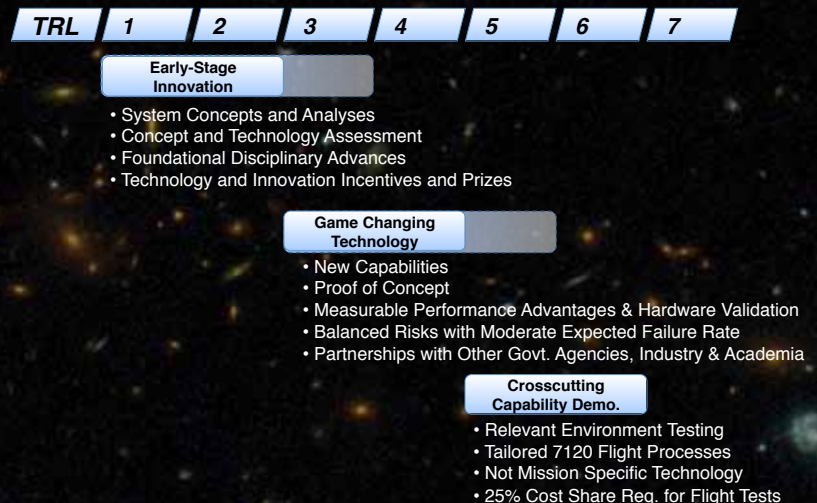 TRL 1 2 3 4 5 6 7
Early-Stage
Innovation
• System Concepts and Analyses
• Concept and Technology Assessment
• Foundational Disciplinary Advances
• Technology and Innovation Incentives and Prizes
Game Changing
Technology
• New Capabilities
• Proof of Concept
• Measurable Performance Advantages & Hardware Validation
• Balanced Risks with Moderate Expected Failure Rate
• Partnerships with Other Govt. Agencies, Industry & Academia
Crosscutting
Capability Demo.
• Relevant Environment Testing
• Tailored 7120 Flight Processes
• Not Mission Specific Technology
• 25% Cost Share Req. for Flight Tests